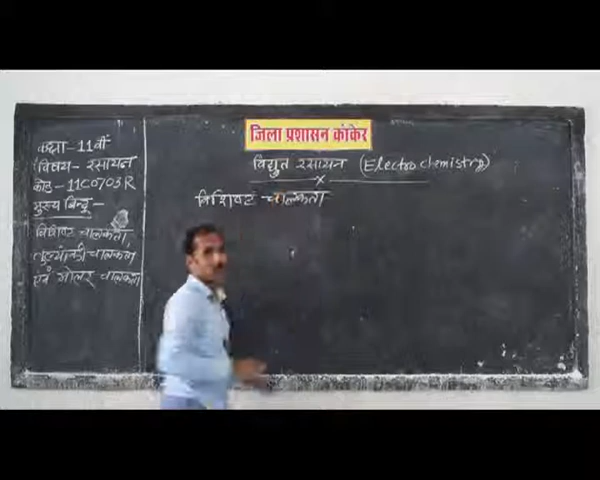 जिला प्रशासन कांकेर
कक्षा - 11वीं
विषय - रसायन
कोड - 11C0703R
मुख्य बिन्दु -
विशिष्ट चालकता,
तुल्यांकी चालकता
एवं मोलर चालकता
विद्युत रसायन (Electrochemistry)
विशिष्ट चालकता